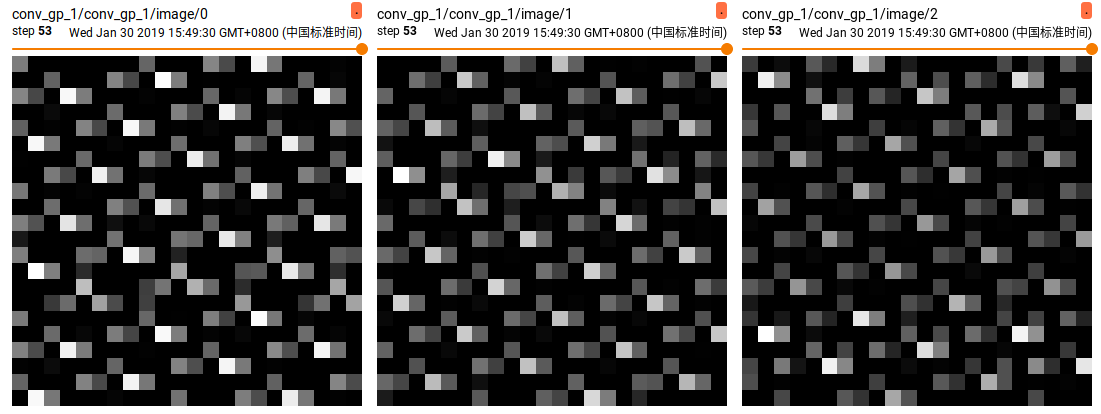 conv_gp_1/conv_gp_1/image/0
step 53 Wed Jan 30 2019 15:49:30 GMT+0800 (中国标准时间)
conv_gp_1/conv_gp_1/image/1
step 53 Wed Jan 30 2019 15:49:30 GMT+0800 (中国标准时间)
conv_gp_1/conv_gp_1/image/2
step 53 Wed Jan 30 2019 15:49:30 GMT+0800 (中国标准时间)